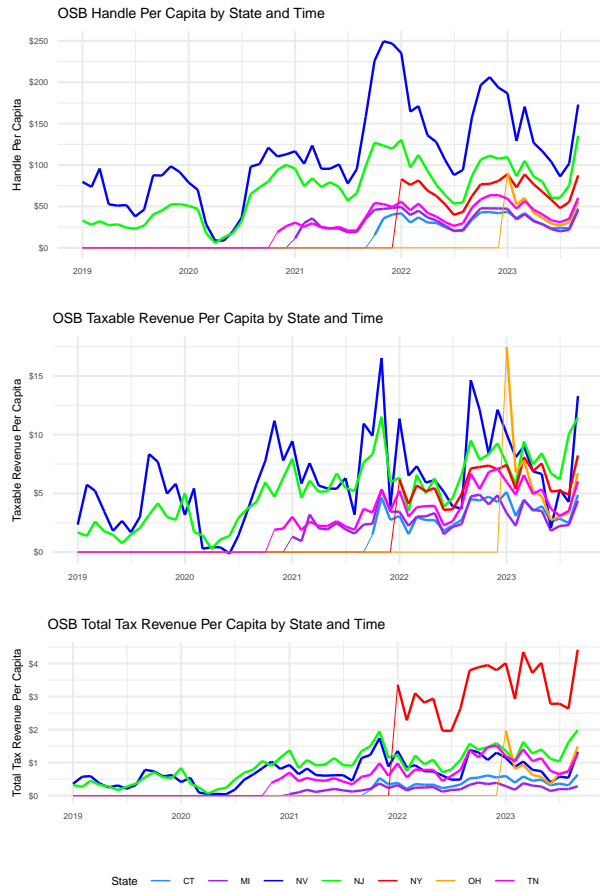 OSB Handle Per Capita by State and Time
Handle Per Capita
$250
$200
$150
$100
$50
$0
2019 2020 2021 2022 2023
OSB Taxable Revenue Per Capita by State and Time
Taxable Revenue Per Capita
$15
$10
$5
$0
2019 2020 2021 2022 2023
OSB Total Tax Revenue Per Capita by State and Time
Total Tax Revenue Per Capita
$4
$3
$2
$1
$0
2019 2020 2021 2022 2023
State CT MI NV NJ NY OH TN